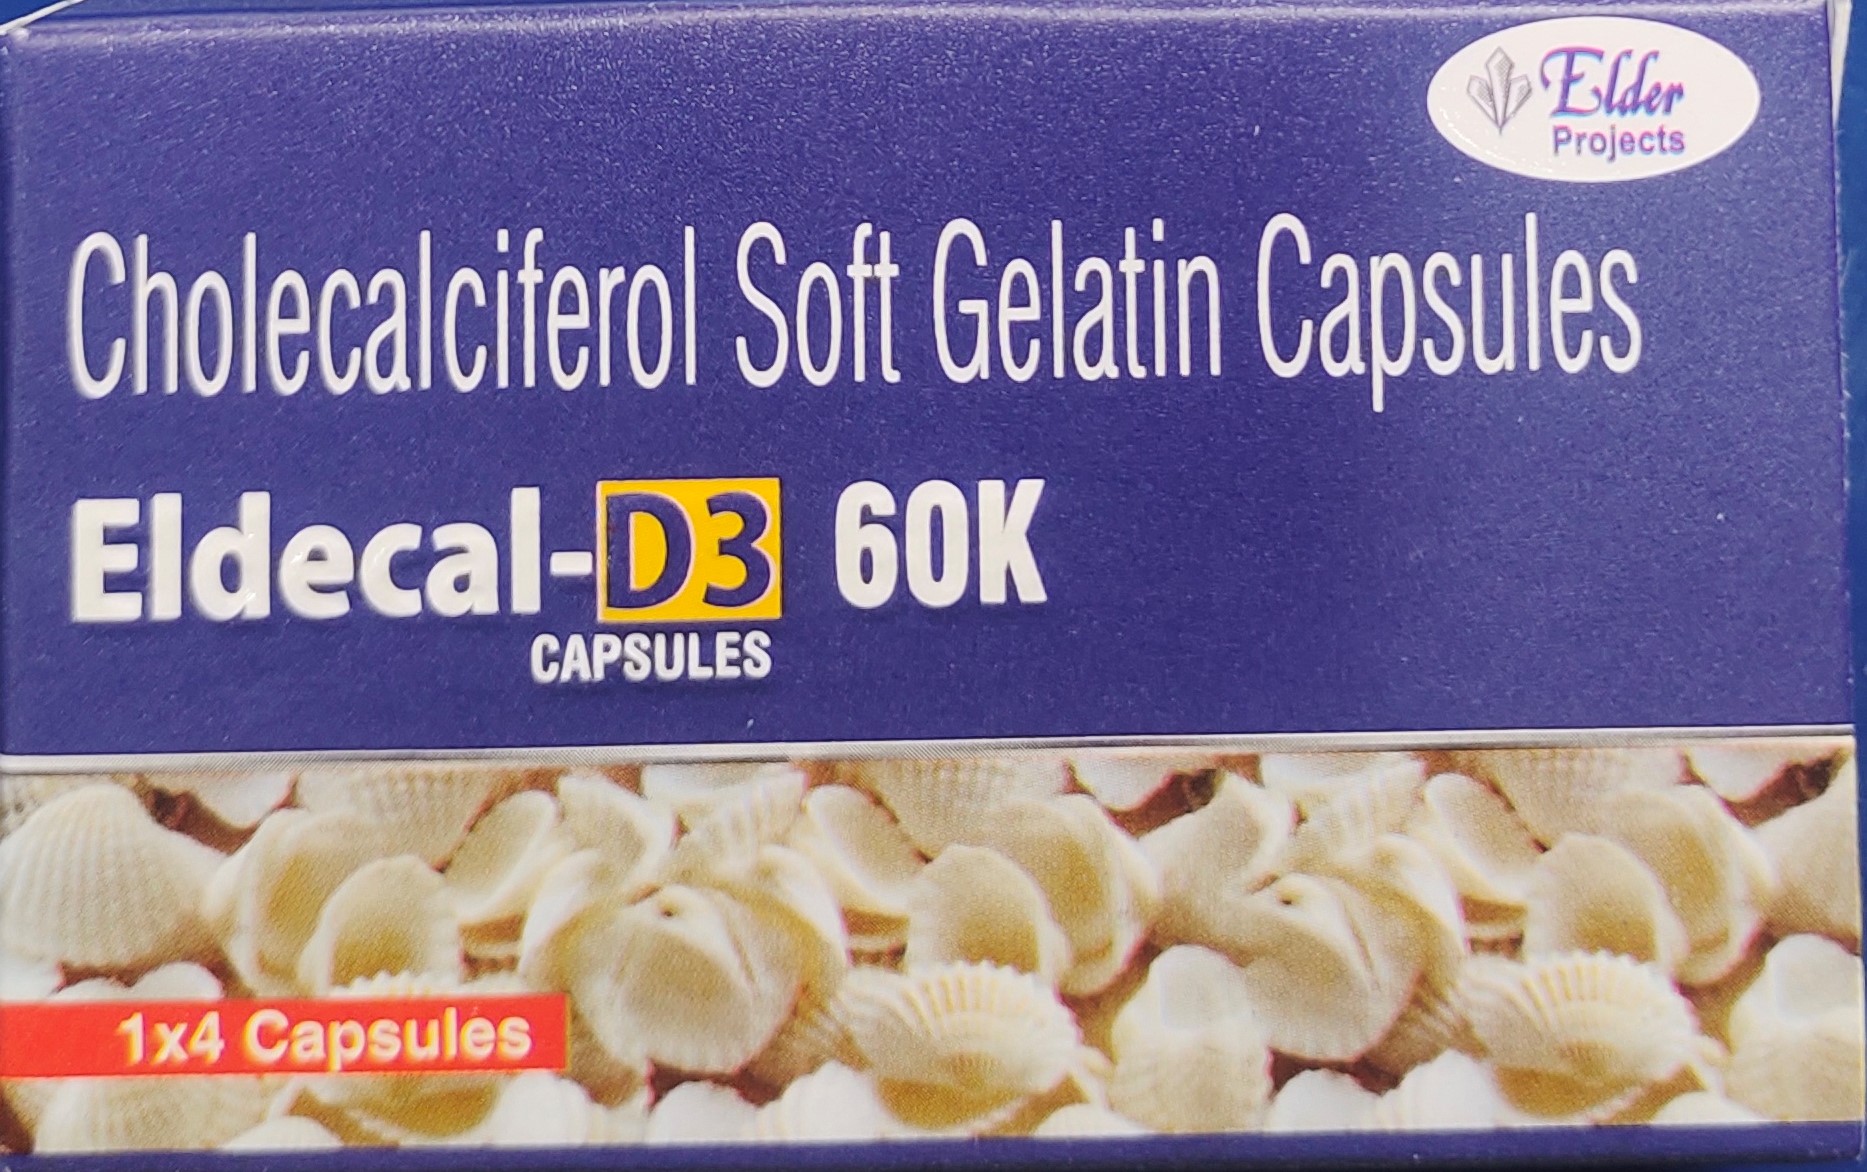 Elder
Projects
Cholecalciferol Soft Gelatin Capsules
Eldecal-D3 60K
CAPSULES
1x4 Capsules